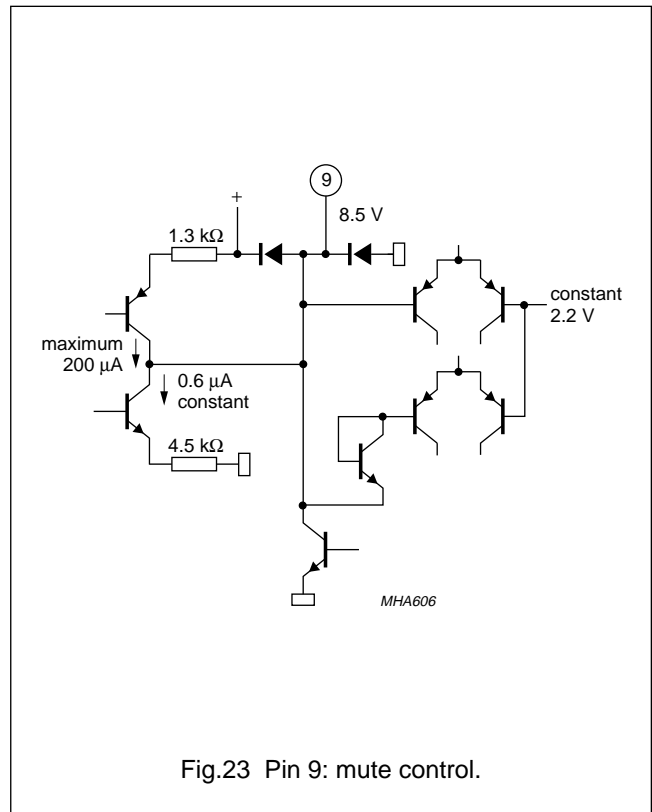 9
+
8.5 V
1.3 kΩ
constant
2.2 V
maximum
200 μA
0.6 μA
constant
4.5 kΩ
MHA606
Fig.23 Pin 9: mute control.